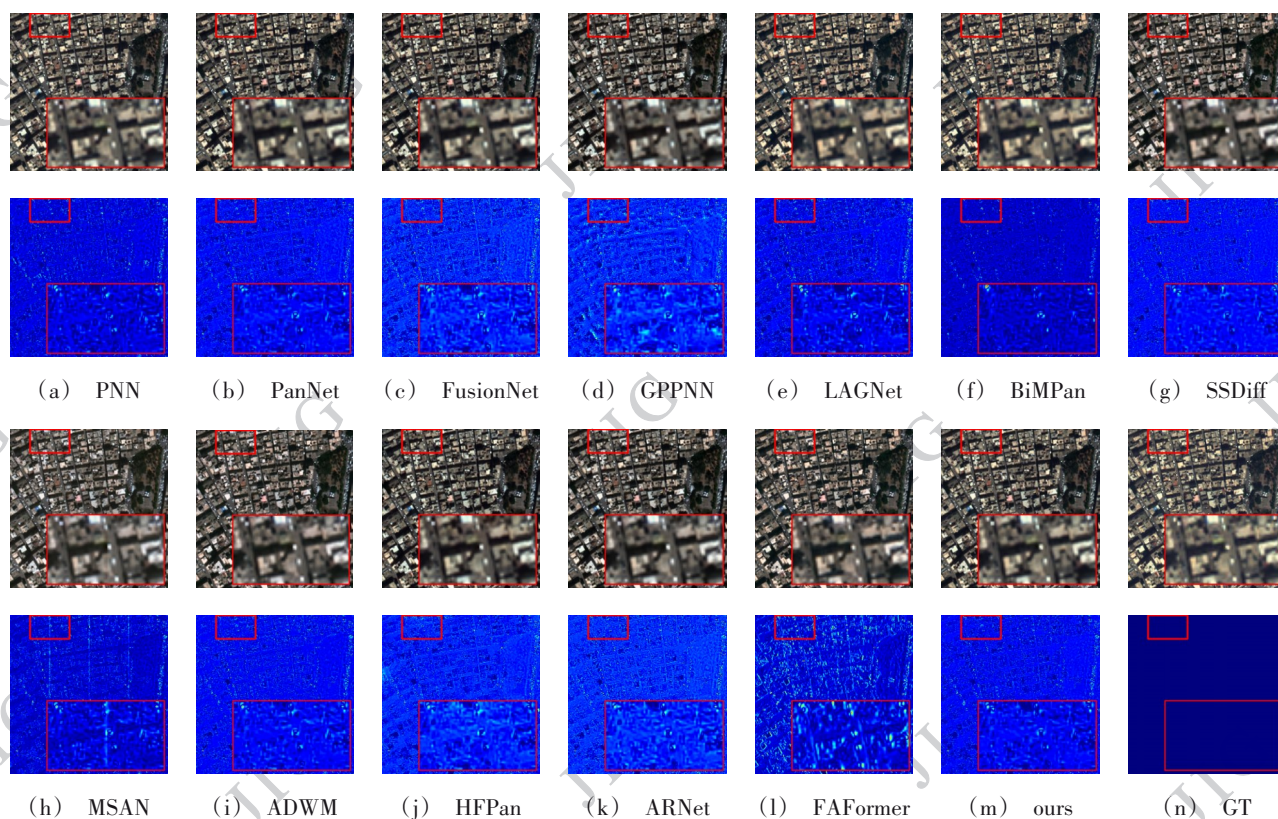 (a) PNN (b) PanNet (c) FusionNet (d) GPPNN (e) LAGNet (f) BiMPan (g) SSDiff
(h) MSAN (i) ADWM (j) HFPan (k) ARNet (l) FAFormer (m) ours (n) GT